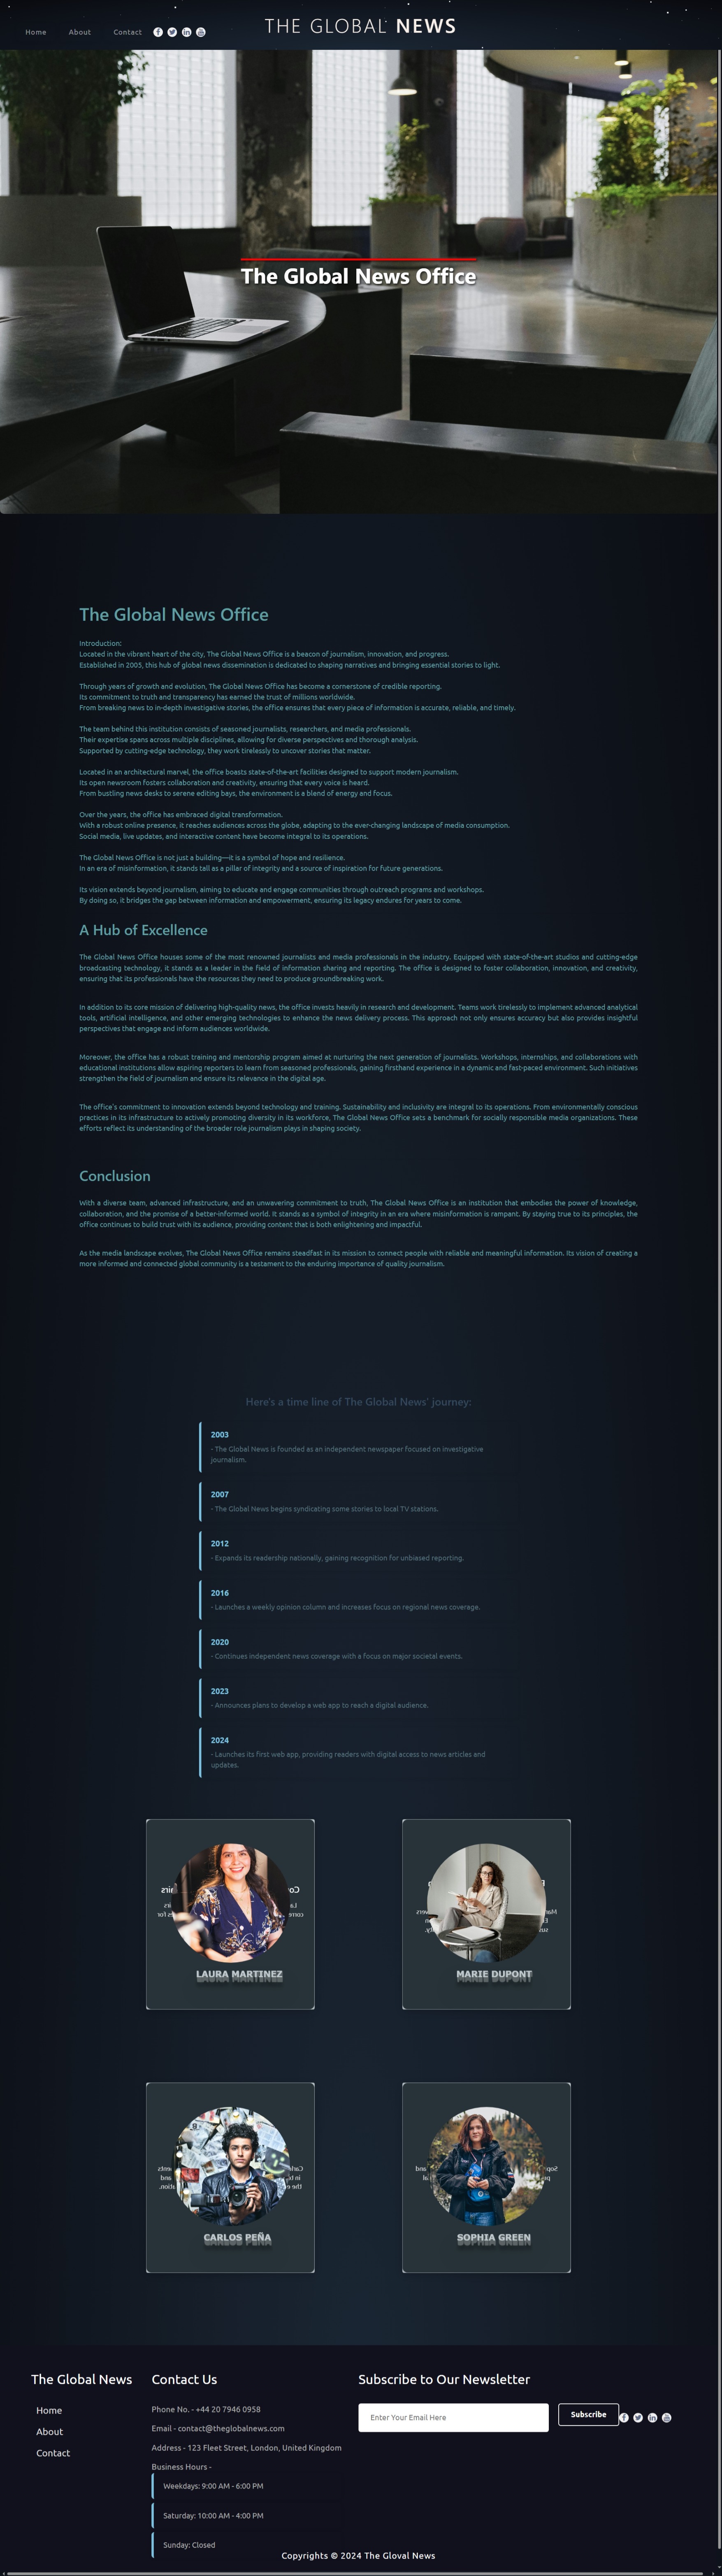 Home About Contact
THE GLOBAL NEWS
The Global News Office
The Global News Office
Introduction:
Located in the vibrant heart of the city, The Global News Office is a beacon of journalism, innovation, and progress.
Established in 2005, this hub of global news dissemination is dedicated to shaping narratives and bringing essential stories to light.
Through years of growth and evolution, The Global News Office has become a cornerstone of credible reporting.
Its commitment to truth and transparency has earned the trust of millions worldwide.
From breaking news to in-depth investigative stories, the office ensures that every piece of information is accurate, reliable, and timely.
The team behind this institution consists of seasoned journalists, researchers, and media professionals.
Their expertise spans across multiple disciplines, allowing for diverse perspectives and thorough analysis.
Supported by cutting-edge technology, they work tirelessly to uncover stories that matter.
Located in an architectural marvel, the office boasts state-of-the-art facilities designed to support modern journalism.
Its open newsroom fosters collaboration and creativity, ensuring that every voice is heard.
From bustling news desks to serene editing bays, the environment is a blend of energy and focus.
Over the years, the office has embraced digital transformation.
With a robust online presence, it reaches audiences across the globe, adapting to the ever-changing landscape of media consumption.
Social media, live updates, and interactive content have become integral to its operations.
The Global News Office is not just a building—it is a symbol of hope and resilience.
In an era of misinformation, it stands tall as a pillar of integrity and a source of inspiration for future generations.
Its vision extends beyond journalism, aiming to educate and engage communities through outreach programs and workshops.
By doing so, it bridges the gap between information and empowerment, ensuring its legacy endures for years to come.
A Hub of Excellence
The Global News Office houses some of the most renowned journalists and media professionals in the industry. Equipped with state-of-the-art studios and cutting-edge
broadcasting technology, it stands as a leader in the field of information sharing and reporting. The office is designed to foster collaboration, innovation, and creativity,
ensuring that its professionals have the resources they need to produce groundbreaking work.
In addition to its core mission of delivering high-quality news, the office invests heavily in research and development. Teams work tirelessly to implement advanced analytical
tools, artificial intelligence, and other emerging technologies to enhance the news delivery process. This approach not only ensures accuracy but also provides insightful
perspectives that engage and inform audiences worldwide.
Moreover, the office has a robust training and mentorship program aimed at nurturing the next generation of journalists. Workshops, internships, and collaborations with
educational institutions allow aspiring reporters to learn from seasoned professionals, gaining firsthand experience in a dynamic and fast-paced environment. Such initiatives
strengthen the field of journalism and ensure its relevance in the digital age.
The office's commitment to innovation extends beyond technology and training. Sustainability and inclusivity are integral to its operations. From environmentally conscious
practices in its infrastructure to actively promoting diversity in its workforce, The Global News Office sets a benchmark for socially responsible media organizations. These
efforts reflect its understanding of the broader role journalism plays in shaping society.
Conclusion
With a diverse team, advanced infrastructure, and an unwavering commitment to truth, The Global News Office is an institution that embodies the power of knowledge,
collaboration, and the promise of a better-informed world. It stands as a symbol of integrity in an era where misinformation is rampant. By staying true to its principles, the
office continues to build trust with its audience, providing content that is both enlightening and impactful.
As the media landscape evolves, The Global News Office remains steadfast in its mission to connect people with reliable and meaningful information. Its vision of creating a
more informed and connected global community is a testament to the enduring importance of quality journalism.
Here's a time line of The Global News' journey:
2003
- The Global News is founded as an independent newspaper focused on investigative
journalism.
2007
- The Global News begins syndicating some stories to local TV stations.
2012
- Expands its readership nationally, gaining recognition for unbiased reporting.
2016
- Launches a weekly opinion column and increases focus on regional news coverage.
2020
- Continues independent news coverage with a focus on major societal events.
2023
- Announces plans to develop a web app to reach a digital audience.
2024
- Launches its first web app, providing readers with digital access to news articles and
updates.
LAURA MARTINEZ
MARIE DUPONT
CARLOS PEÑA
SOPHIA GREEN
The Global News
Home
About
Contact
Contact Us
Phone No. - +44 20 7946 0958
Email - contact@theglobalnews.com
Address - 123 Fleet Street, London, United Kingdom
Business Hours -
Weekdays: 9:00 AM - 6:00 PM
Saturday: 10:00 AM - 4:00 PM
Sunday: Closed
Subscribe to Our Newsletter
Enter Your Email Here
Subscribe
Copyrights © 2024 The Gloval News